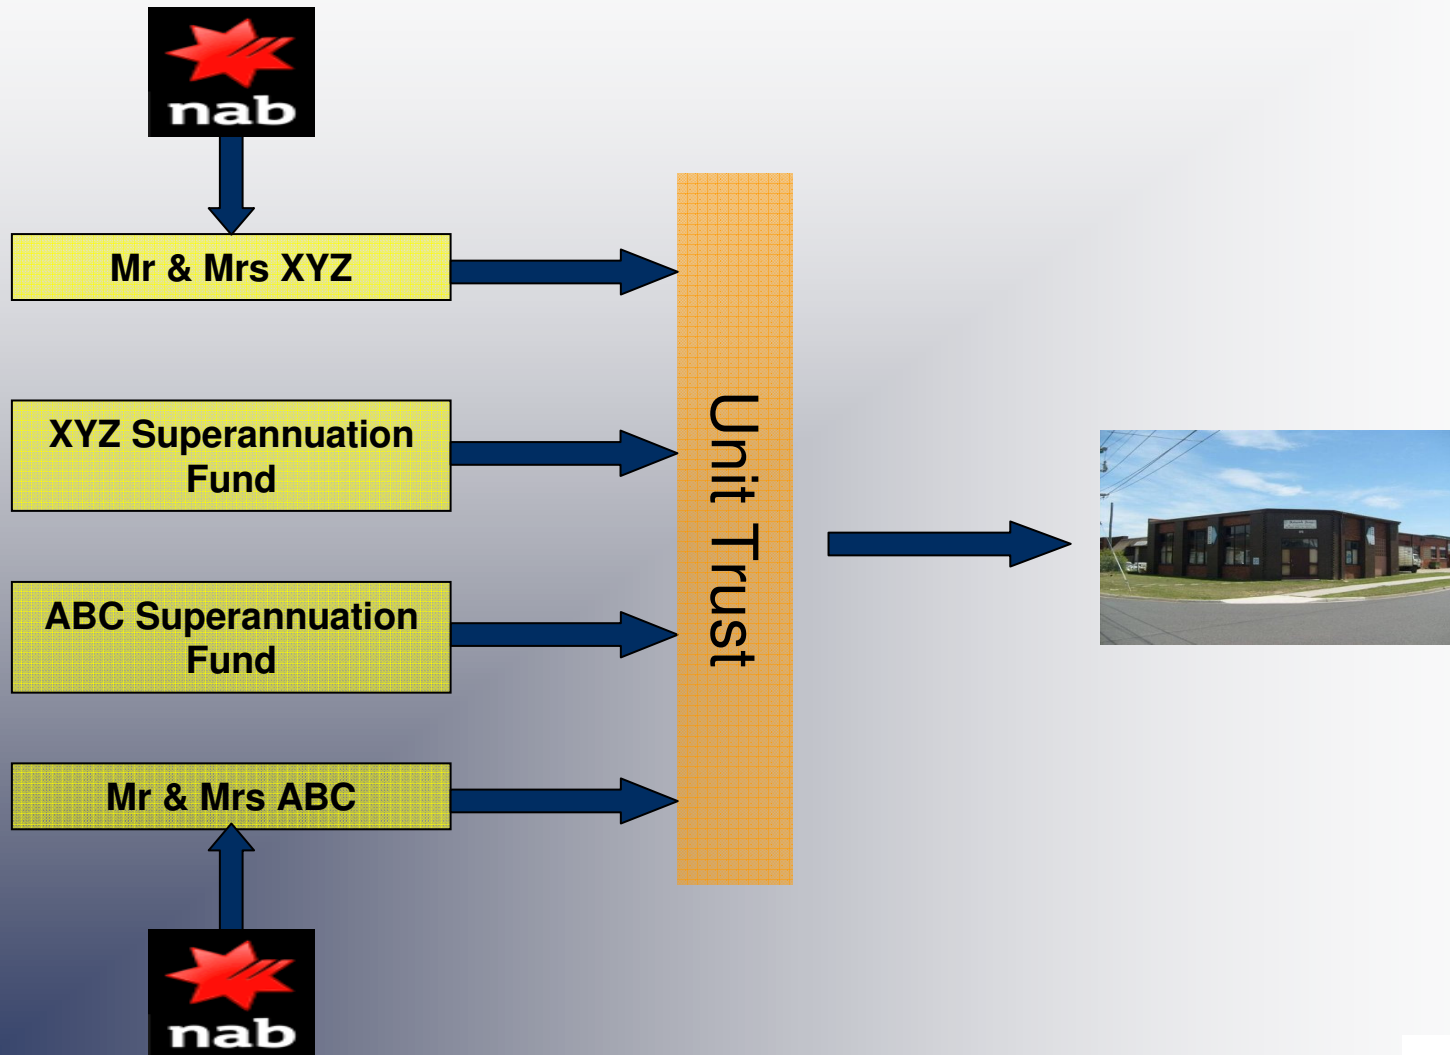 nab
Mr & Mrs XYZ
XYZ Superannuation
Fund
ABC Superannuation
Fund
Mr & Mrs ABC
nab
Unit Trust